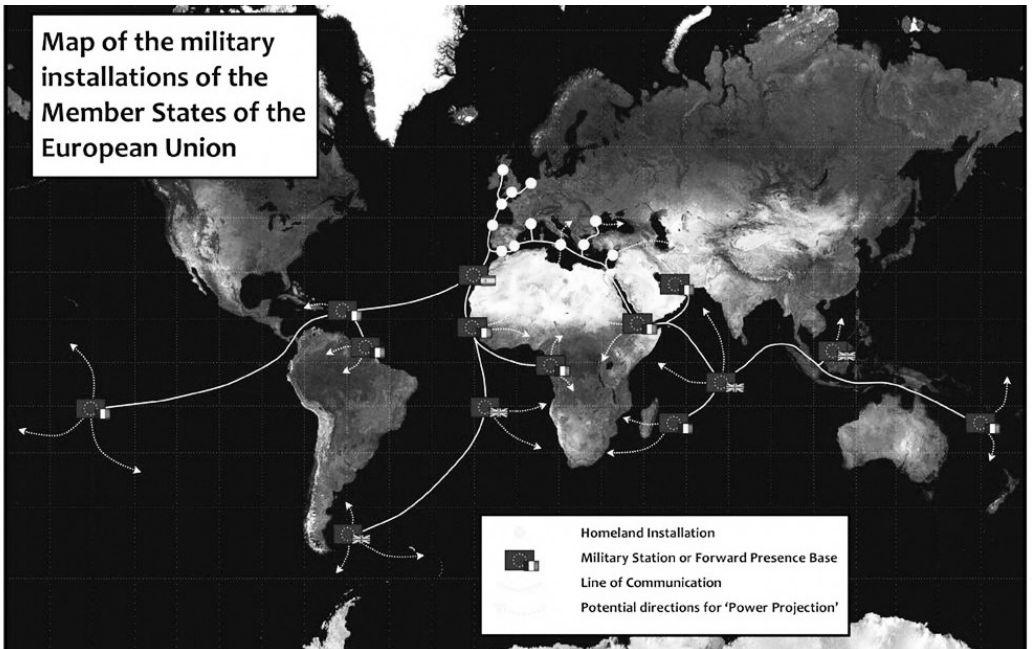 Map of the military
installations of the
Member States of the
European Union
Homeland Installation
Military Station or Forward Presence Base
Line of Communication
Potential directions for ‘Power Projection’